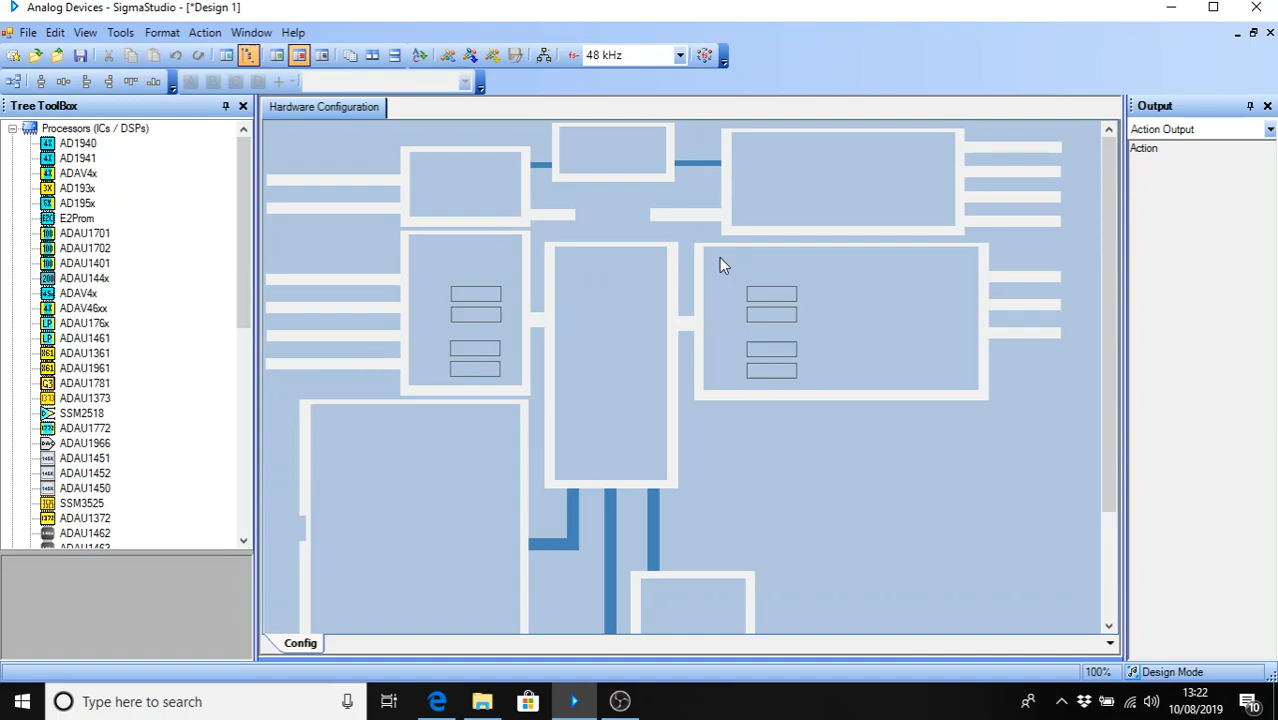 Analog Devices - SigmaStudio - [*Design 1]
File Edit View Tools Format Action Window Help
48 kHz
Tree ToolBox
Hardware Configuration
Output
Processors (ICs / DSPs)
Action Output
AD1940
Action
AD1941
ADAV4x
AD193x
AD195x
E2Prom
ADAU1701
ADAU1702
ADAU1401
ADAU144x
ADAV4x
ADAV46xx
ADAU176x
ADAU1461
ADAU1361
ADAU1961
ADAU1781
ADAU1373
SSM2518
ADAU1772
ADAU1966
ADAU1451
ADAU1452
ADAU1450
SSM3525
ADAU1372
ADAU1462
ADAU1463
Config
100% Design Mode
Type here to search
13:22
10/08/2019